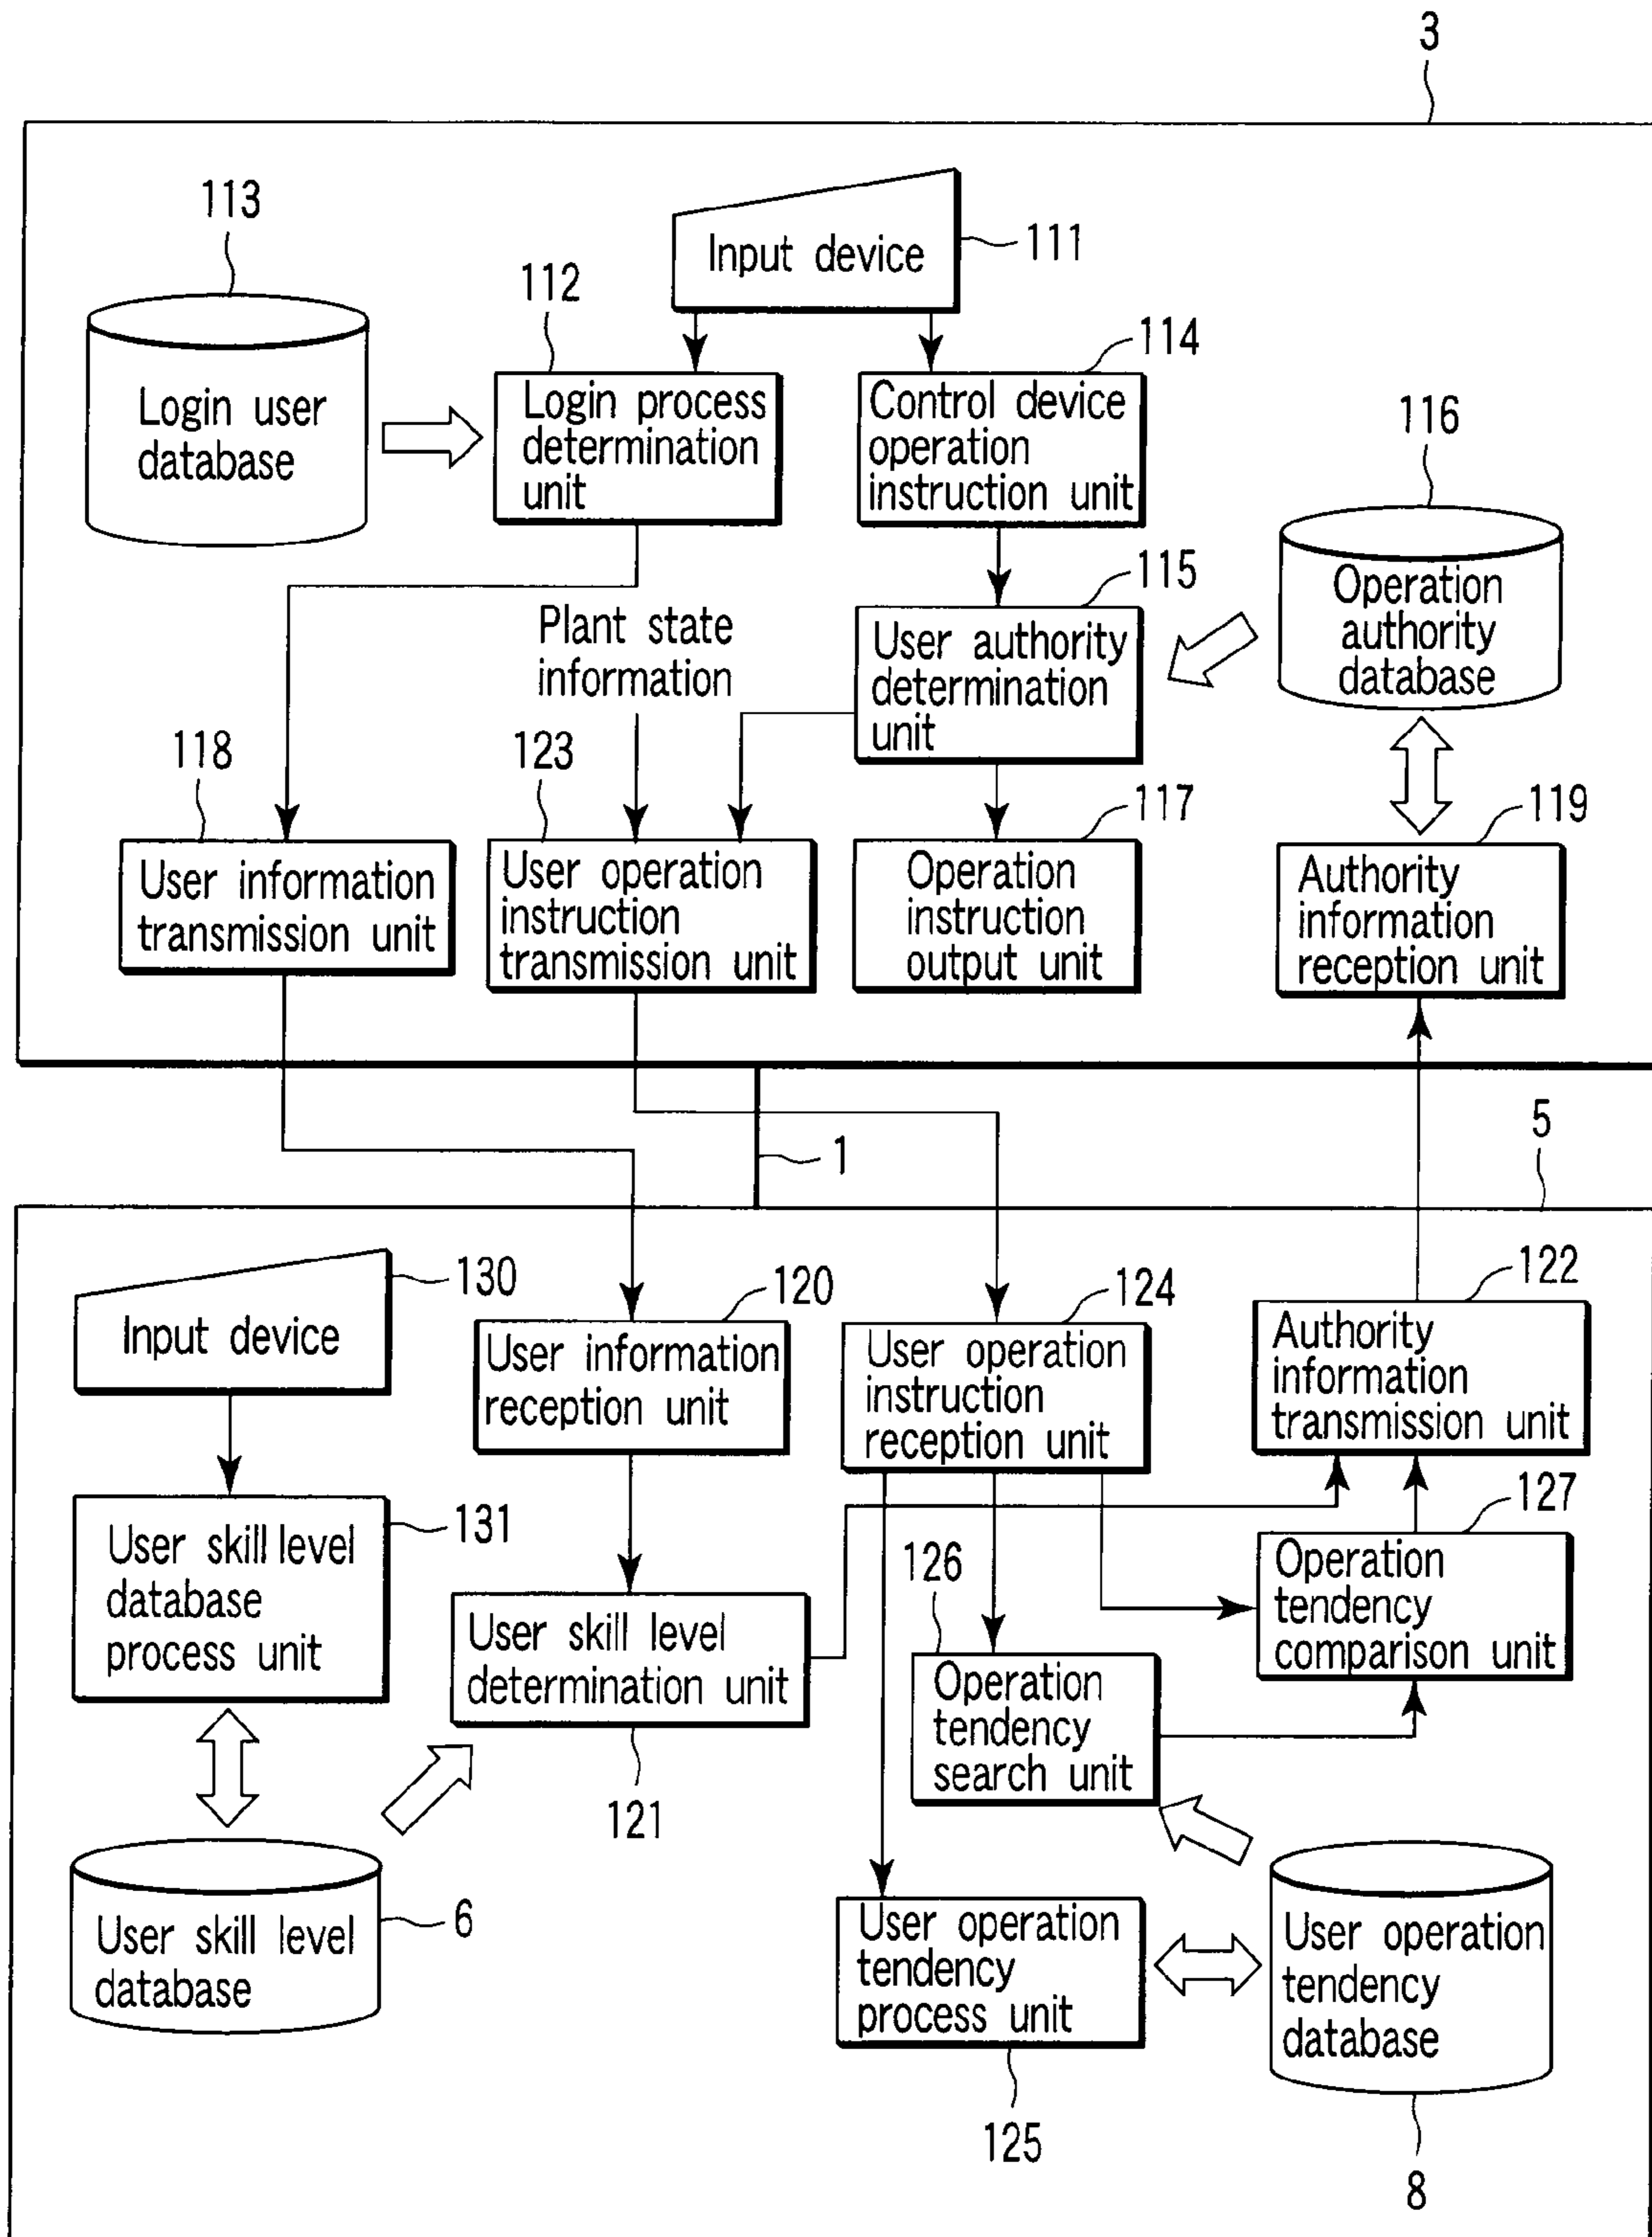 3
113
Input device
111
112
114
Login user
database
Login process
determination
unit
Control device
operation
instruction unit
116
115
Operation
authority
database
Plant state
information
User authority
determination
unit
118
123
117
119
User information
transmission unit
User operation
instruction
transmission unit
Operation
instruction
output unit
Authority
information
reception unit
5
1
130
Input device
120
124
122
User information
reception unit
User operation
instruction
reception unit
Authority
information
transmission unit
131
127
User skill level
database
process unit
126
Operation
tendency
comparison unit
User skill level
determination unit
Operation
tendency
search unit
121
6
User skill level
database
User operation
tendency
process unit
User operation
tendency
database
125
8